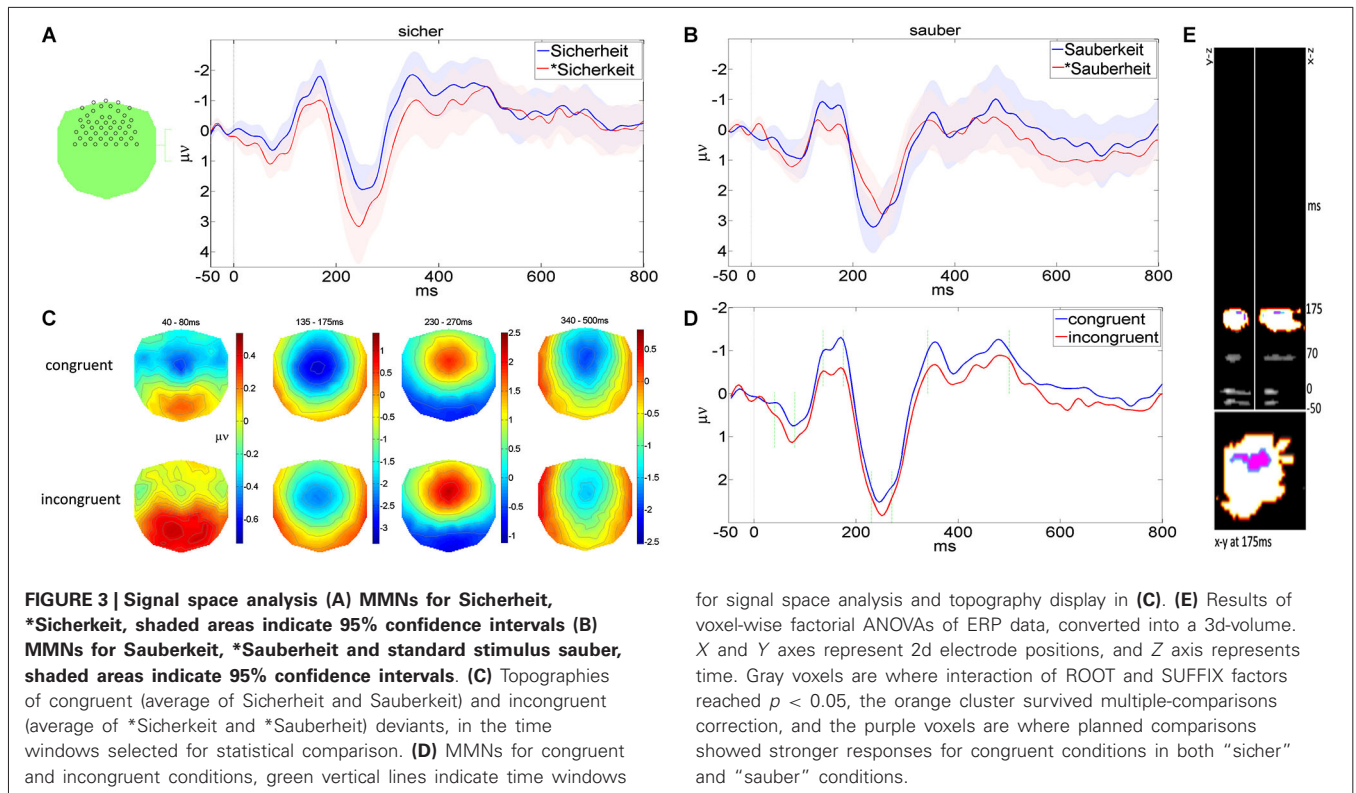 A
sicher
Sicherheit
*Sicherkeit
-2
-1
0
1
2
3
4
μv
-50 0 200 400 600 800
ms
B
sauber
Sauberkeit
*Sauberheit
-2
-1
0
1
2
3
4
μv
-50 0 200 400 600 800
ms
E
y-z
x-z
ms
175
70
0
-50
x-y at 175ms
C
40 - 80ms
135 - 175ms
230 - 270ms
340 - 500ms
congruent
incongruent
μv
0.4
0.2
0
-0.2
-0.4
-0.6
1
0
-1
-2
-3
2.5
2
1.5
1
0.5
0
-0.5
-1
0.5
0
-0.5
-1
-1.5
-2
-2.5
D
congruent
incongruent
-2
-1
0
1
2
μv
-50 0 200 400 600 800
ms
FIGURE 3 | Signal space analysis (A) MMNs for Sicherheit,
*Sicherkeit, shaded areas indicate 95% confidence intervals (B)
MMNs for Sauberkeit, *Sauberheit and standard stimulus sauber,
shaded areas indicate 95% confidence intervals. (C) Topographies
of congruent (average of Sicherheit and Sauberkeit) and incongruent
(average of *Sicherkeit and *Sauberheit) deviants, in the time
windows selected for statistical comparison. (D) MMNs for congruent
and incongruent conditions, green vertical lines indicate time windows
for signal space analysis and topography display in (C). (E) Results of
voxel-wise factorial ANOVAs of ERP data, converted into a 3d-volume.
X and Y axes represent 2d electrode positions, and Z axis represents
time. Gray voxels are where interaction of ROOT and SUFFIX factors
reached p < 0.05, the orange cluster survived multiple-comparisons
correction, and the purple voxels are where planned comparisons
showed stronger responses for congruent conditions in both “sicher”
and “sauber” conditions.